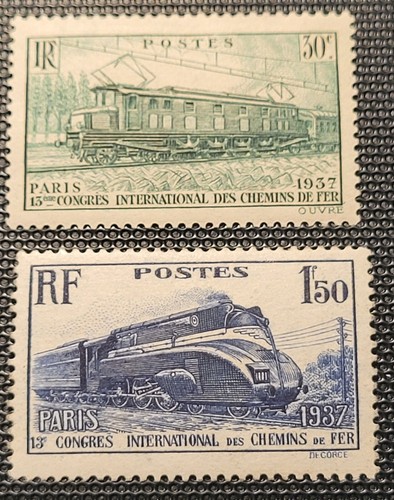 RF POSTES 30c
PARIS 1937
13ème CONGRES INTERNATIONAL DES CHEMINS DE FER
OUVRÉ
RF POSTES 1f50
PARIS 1937
13e CONGRES INTERNATIONAL DES CHEMINS DE FER
DECORCE